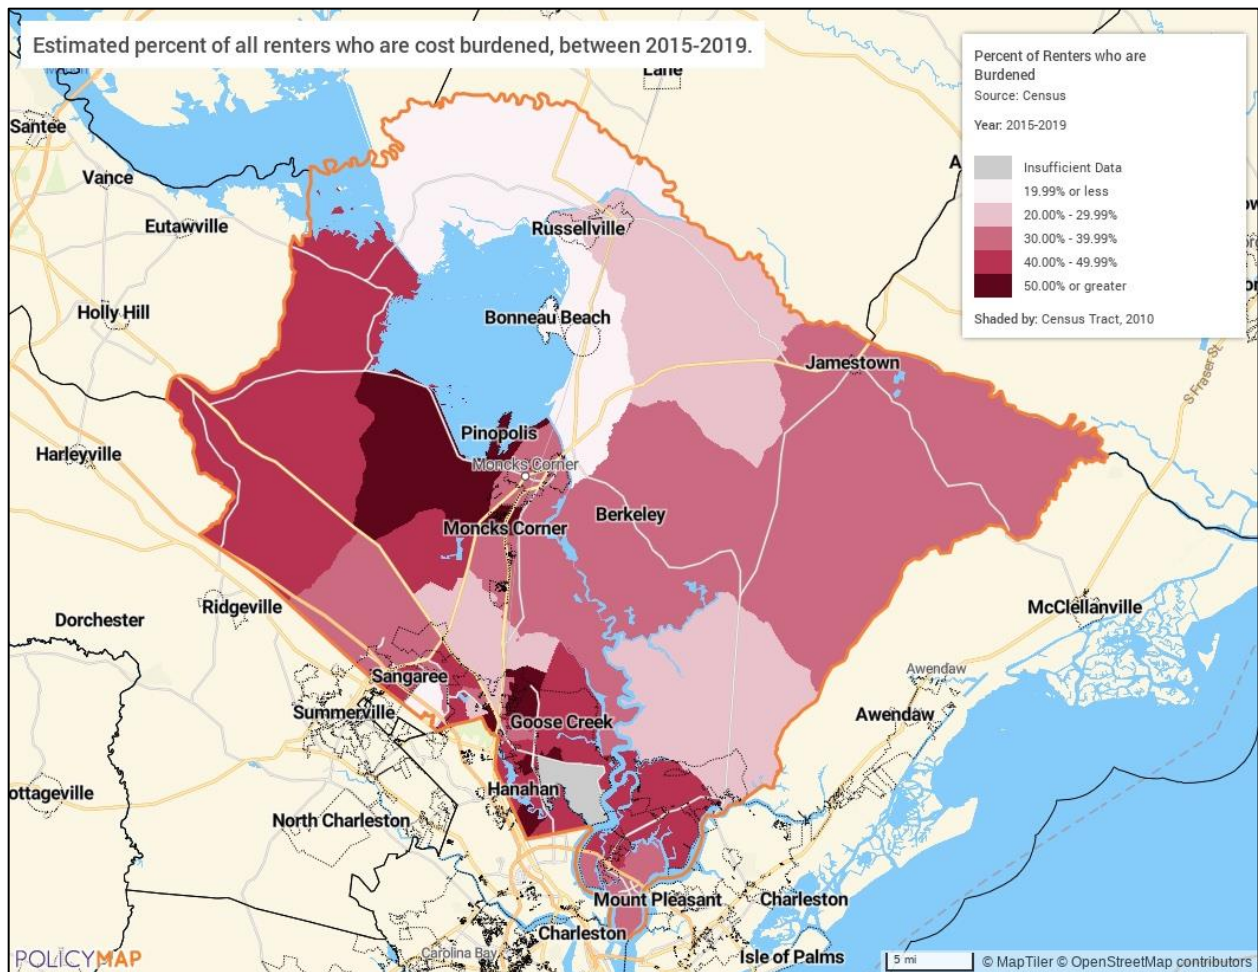 Estimated percent of all renters who are cost burdened, between 2015-2019.
Percent of Renters who are
Burdened
Source: Census
Year: 2015-2019
Insufficient Data
19.99% or less
20.00% - 29.99%
30.00% - 39.99%
40.00% - 49.99%
50.00% or greater
Shaded by: Census Tract, 2010
Lane
Santee
Vance
Eutawville
Russellville
Holly Hill
Bonneau Beach
S Fraser St.
Jamestown
Pinopolis
Harleyville
Moncks Corner
Berkeley
Moncks Corner
Ridgeville
McClellanville
Dorchester
Awendaw
Sangaree
Summerville
Goose Creek
Awendaw
Hanahan
ottageville
North Charleston
Mount Pleasant
Charleston
Charleston
Carolina Bay
Isle of Palms
POLICYMAP
5 mi
© MapTiler © OpenStreetMap contributors